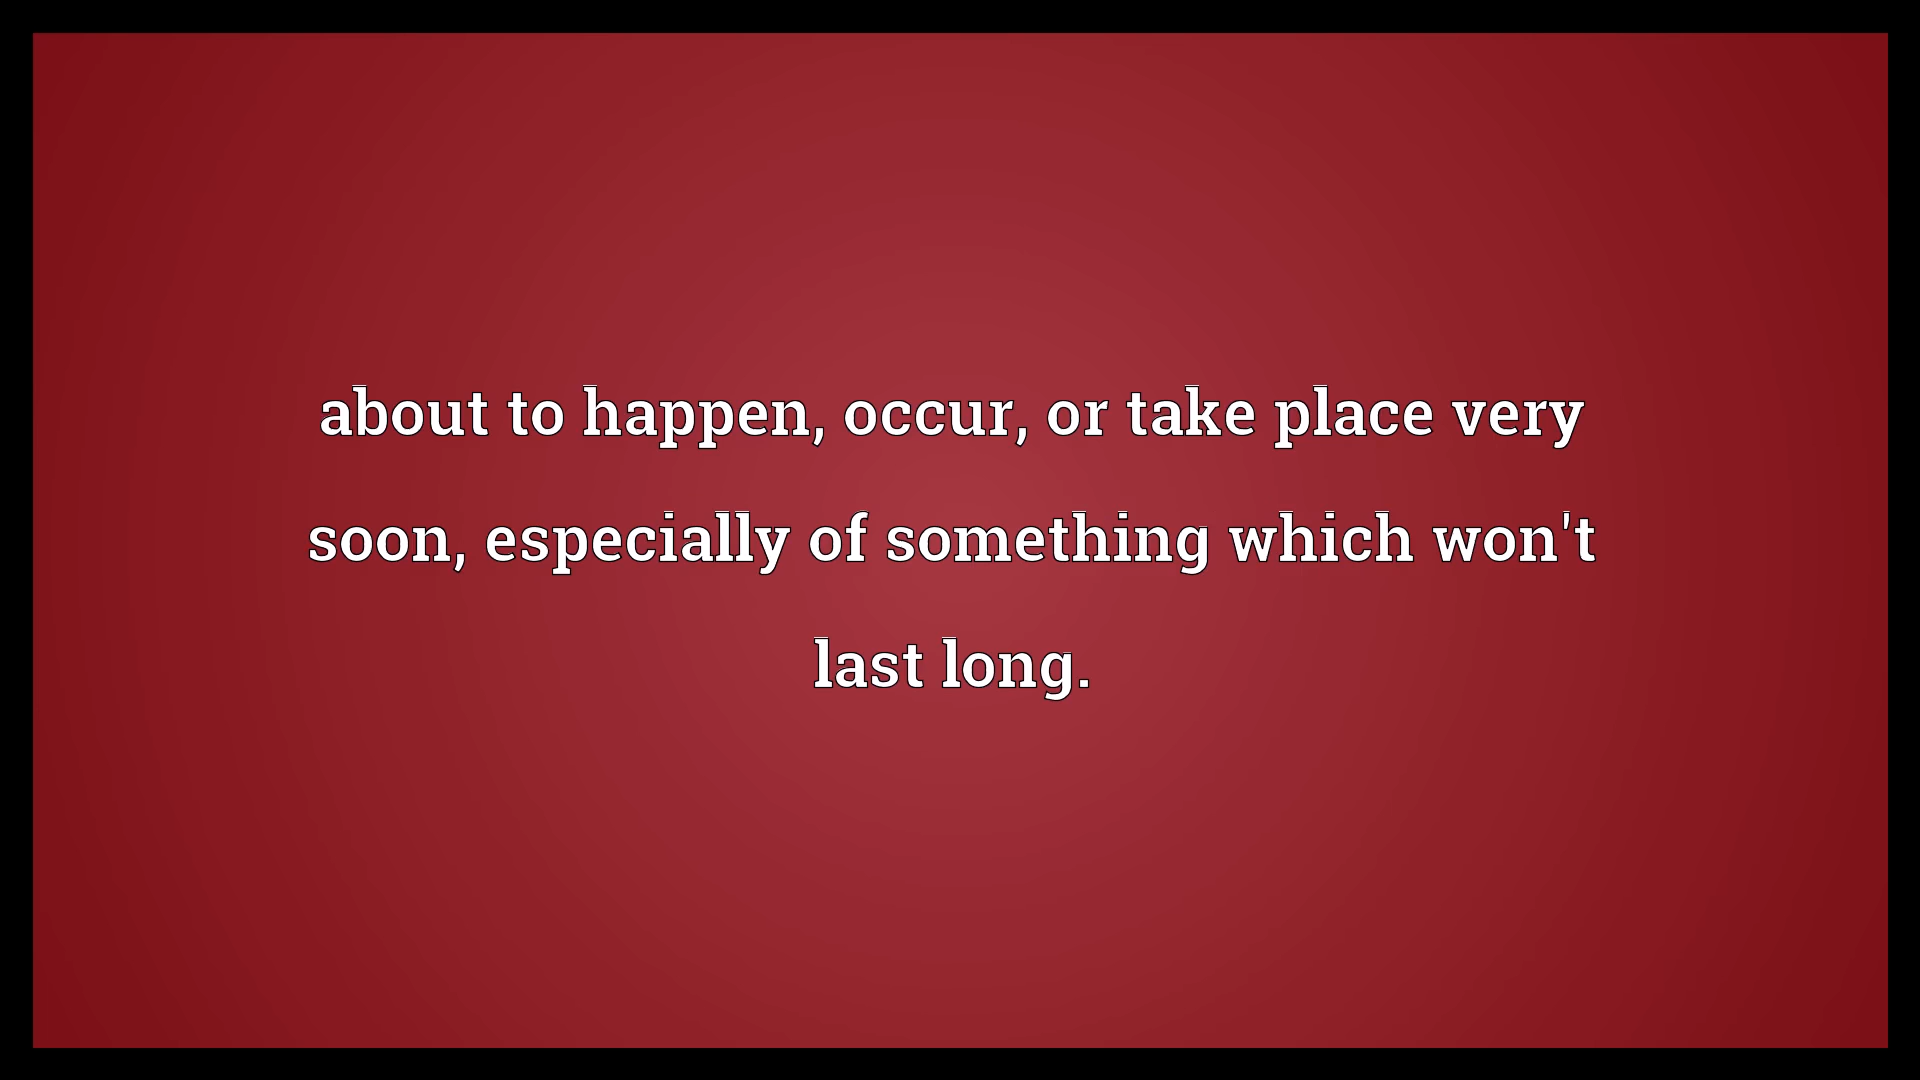 about to happen, occur, or take place very
soon, especially of something which won't
last long.